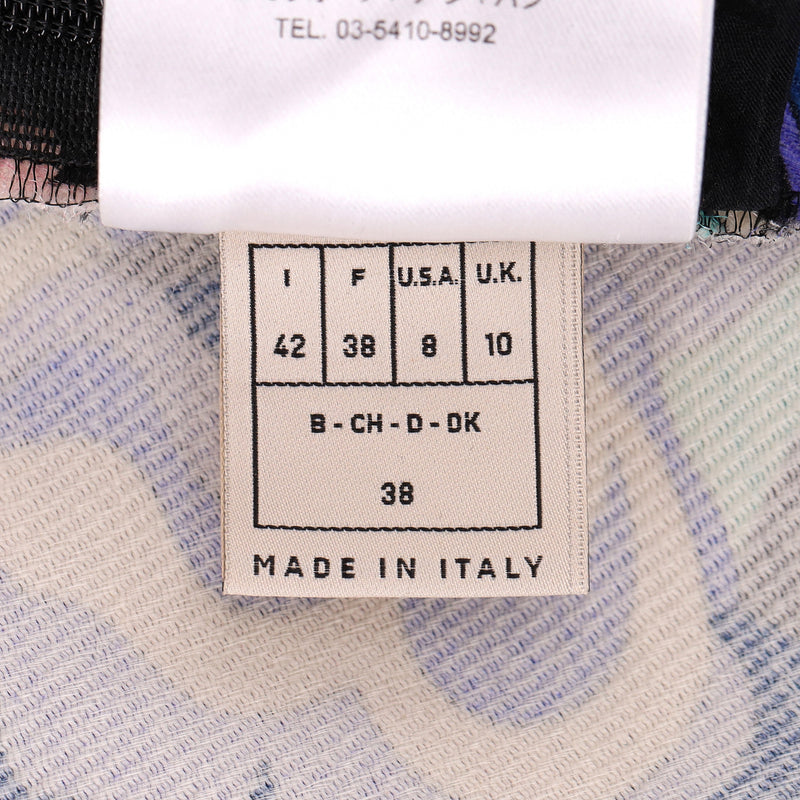 TEL. 03-5410-8992
I F U.S.A. U.K.
42 38 8 10
B - CH - D - DK
38
MADE IN ITALY